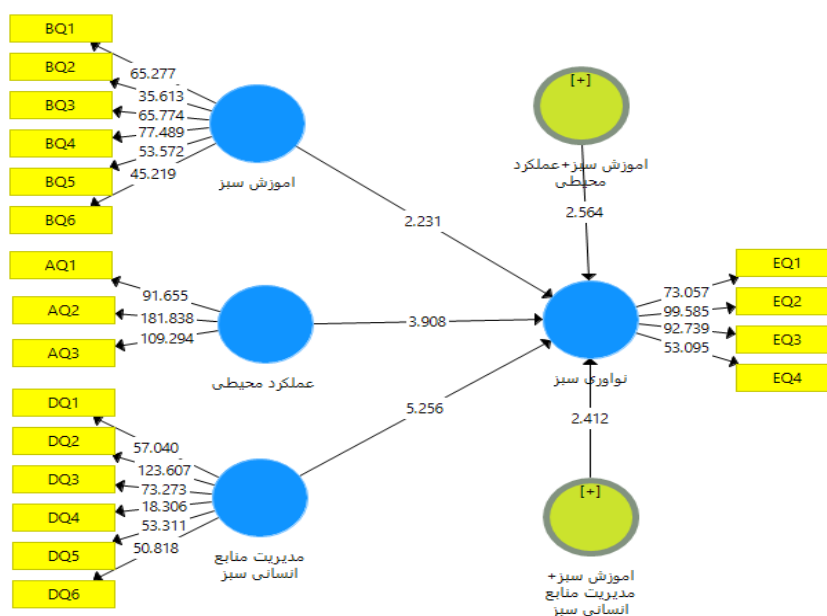 BQ1
BQ2
BQ3
BQ4
BQ5
BQ6
65.277
35.613
65.774
77.489
53.572
45.219
اموزش سبز
2.231
[+]
اموزش سبز+عملکرد
محیطی
2.564
AQ1
AQ2
AQ3
91.655
181.838
109.294
عملکرد محیطی
3.908
نواوری سبز
73.057
99.585
92.739
53.095
EQ1
EQ2
EQ3
EQ4
DQ1
DQ2
DQ3
DQ4
DQ5
DQ6
57.040
123.607
73.273
18.306
53.311
50.818
مدیریت منابع
انسانی سبز
5.256
2.412
[+]
اموزش سبز+
مدیریت منابع
انسانی سبز